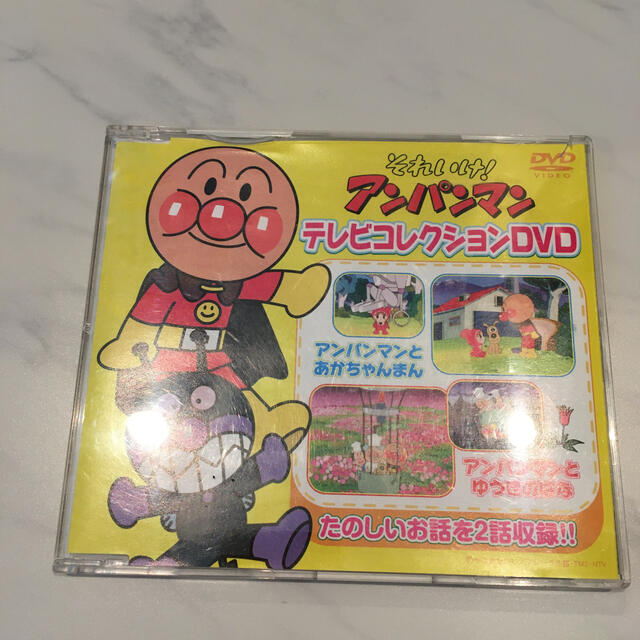 それいけ!
アンパンマン
DVD
VIDEO
テレビコレクションDVD
アンパンマンと
あかちゃんまん
アンパンマンと
ゆうきのはな
たのしいお話を2話収録!!
TMS・NTV